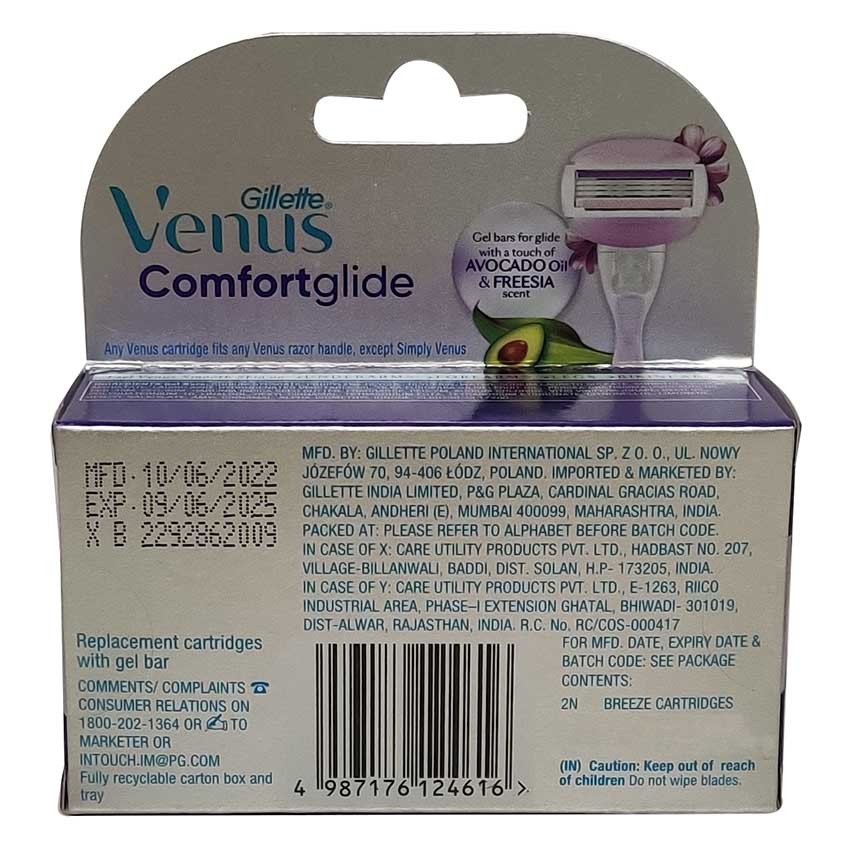 Gillette®
Venus
Comfortglide
Gel bars for glide
with a touch of
AVOCADO Oil
& FREESIA
scent
Any Venus cartridge fits any Venus razor handle, except Simply Venus
MFD·10/06/2022
EXP·09/06/2025
X B 2292862009
MFD. BY: GILLETTE POLAND INTERNATIONAL SP. Z O. O., UL. NOWY
JÓZEFÓW 70, 94-406 ŁÓDZ, POLAND. IMPORTED & MARKETED BY:
GILLETTE INDIA LIMITED, P&G PLAZA, CARDINAL GRACIAS ROAD,
CHAKALA, ANDHERI (E), MUMBAI 400099, MAHARASHTRA, INDIA.
PACKED AT: PLEASE REFER TO ALPHABET BEFORE BATCH CODE.
IN CASE OF X: CARE UTILITY PRODUCTS PVT. LTD., HADBAST NO. 207,
VILLAGE-BILLANWALI, BADDI, DIST. SOLAN, H.P- 173205, INDIA.
IN CASE OF Y: CARE UTILITY PRODUCTS PVT. LTD., E-1263, RIICO
INDUSTRIAL AREA, PHASE–I EXTENSION GHATAL, BHIWADI- 301019,
DIST-ALWAR, RAJASTHAN, INDIA. R.C. No. RC/COS-000417
Replacement cartridges
with gel bar
COMMENTS/ COMPLAINTS ☎
CONSUMER RELATIONS ON
1800-202-1364 OR ✍ TO
MARKETER OR
INTOUCH.IM@PG.COM
Fully recyclable carton box and
tray
4 987176 124616 >
FOR MFD. DATE, EXPIRY DATE &
BATCH CODE: SEE PACKAGE
CONTENTS:
2N BREEZE CARTRIDGES
(IN) Caution: Keep out of reach
of children Do not wipe blades.